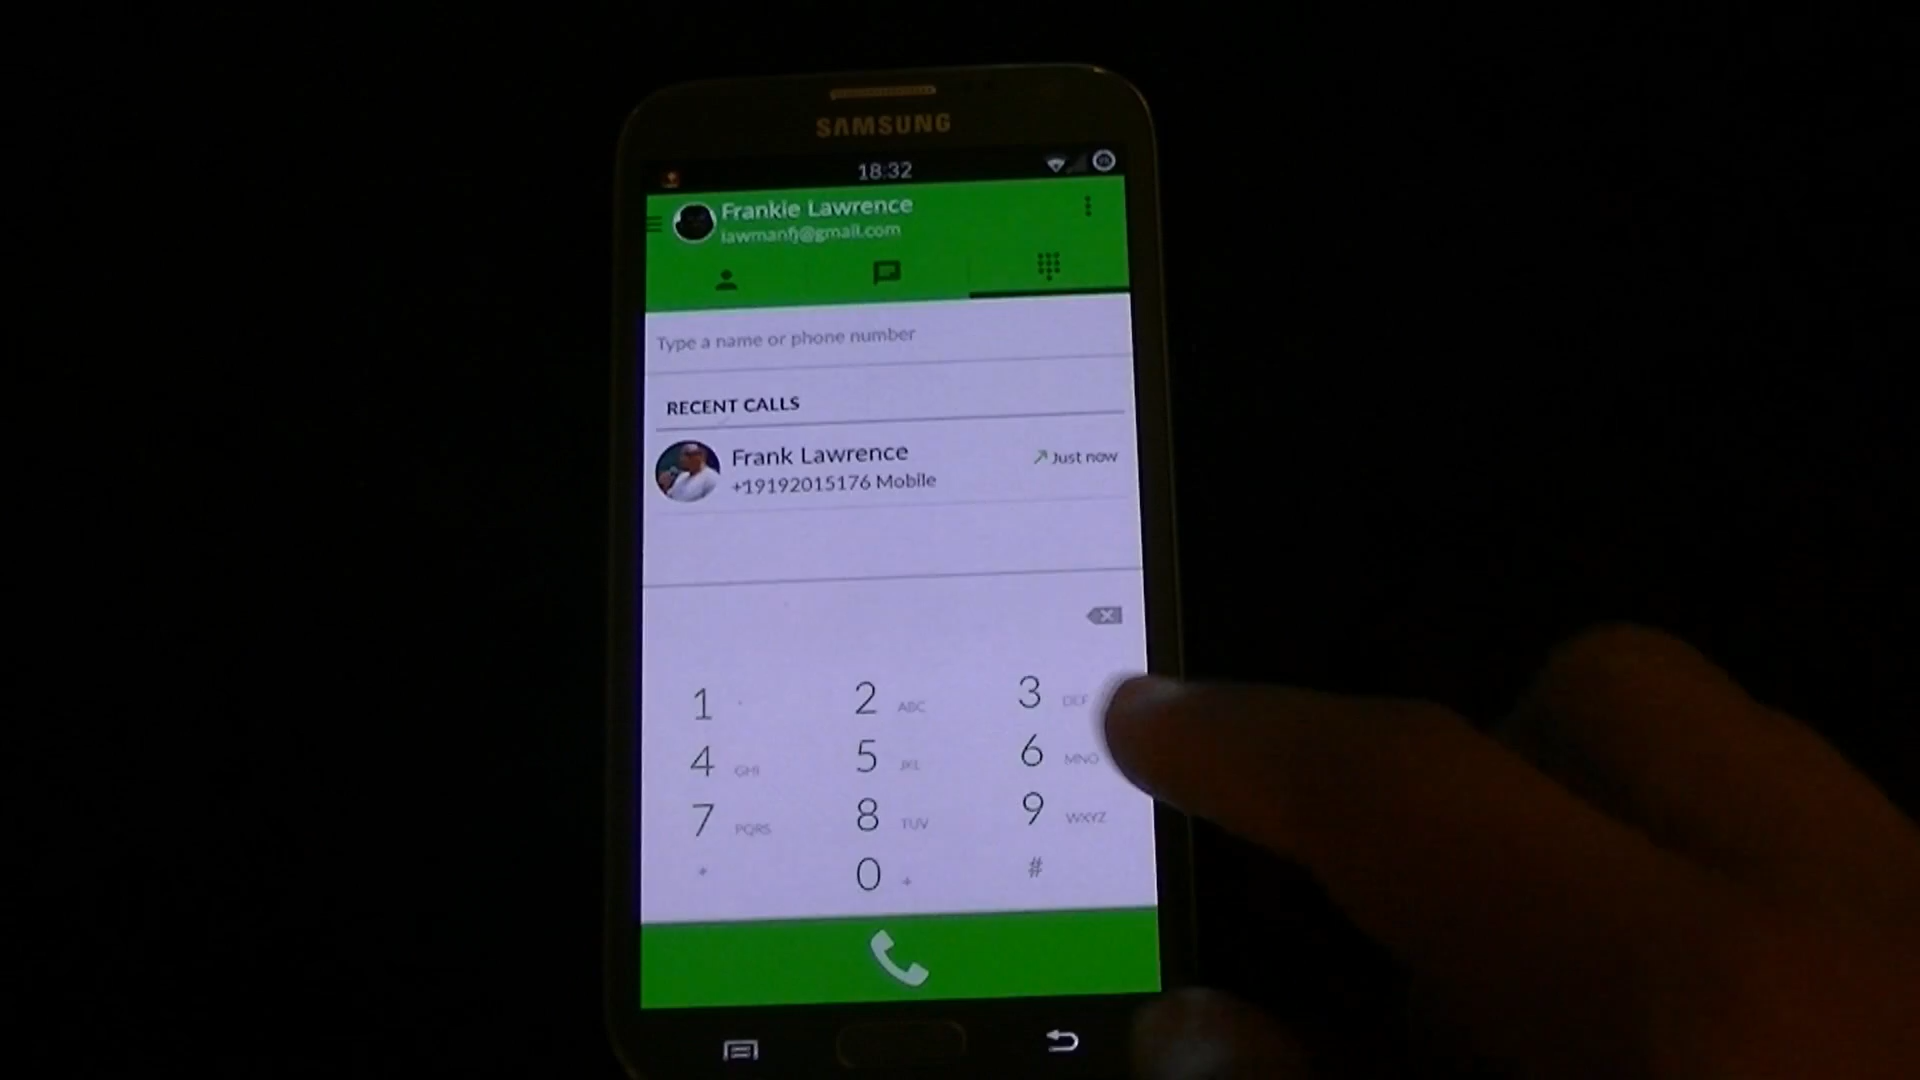 SAMSUNG
18:32
Frankie Lawrence
lawmanfj@gmail.com
Type a name or phone number
RECENT CALLS
Frank Lawrence
Just now
+19192015176 Mobile
1
2 ABC
3 DEF
4 GHI
5 JKL
6 MNO
7 PQRS
8 TUV
9 WXYZ
*
0 +
#